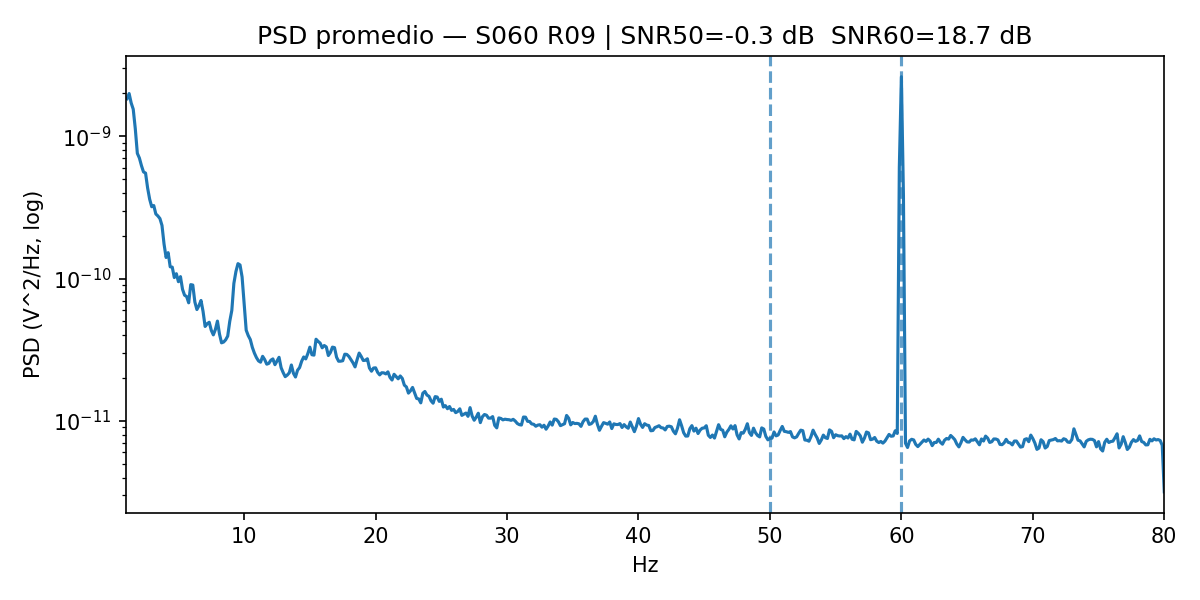 PSD promedio — S060 R09 | SNR50=-0.3 dB  SNR60=18.7 dB
PSD (V^2/Hz, log)
10⁻⁹
10⁻¹⁰
10⁻¹¹
10 20 30 40 50 60 70 80
Hz